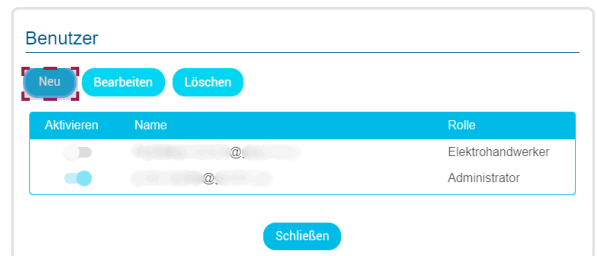 Benutzer
Neu Bearbeiten Löschen
Aktivieren Name Rolle
@ Elektrohandwerker
@ Administrator
Schließen